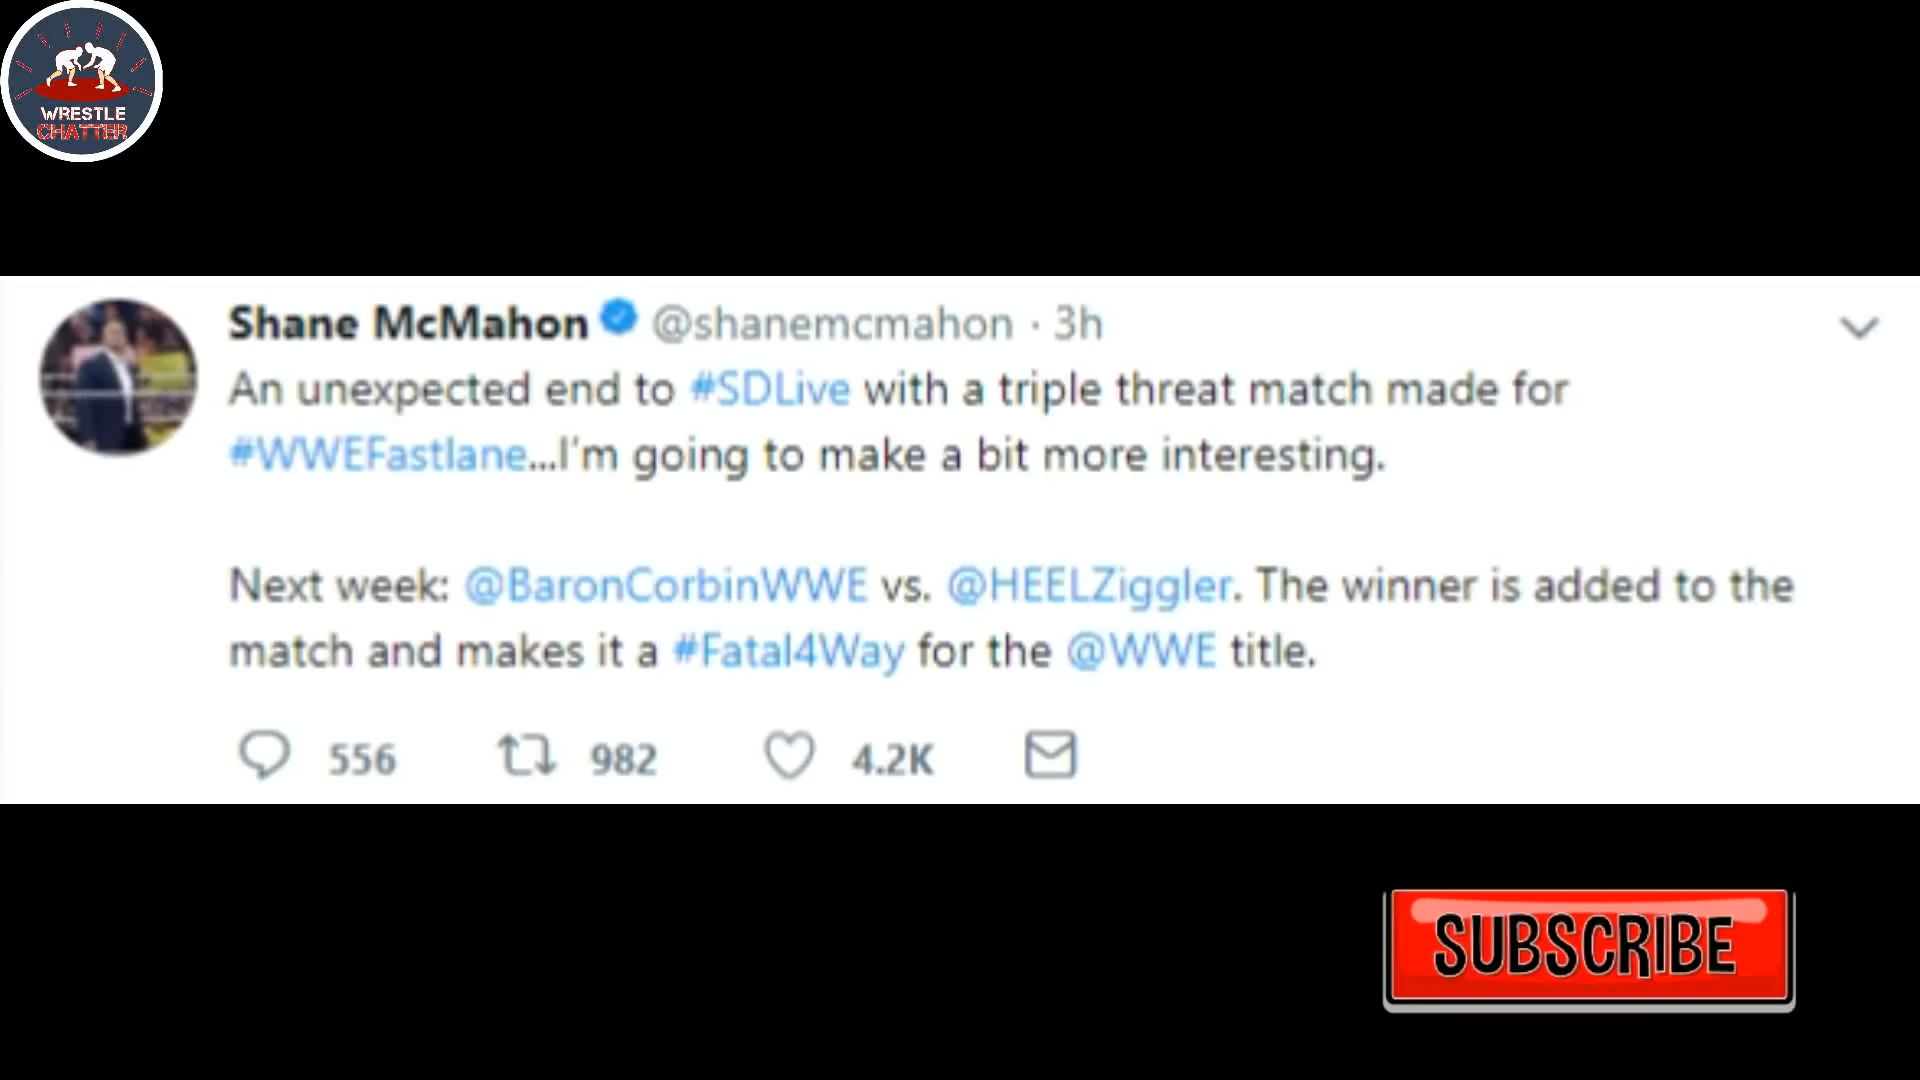 WRESTLE
CHATTER
Shane McMahon @shanemcmahon · 3h
An unexpected end to #SDLive with a triple threat match made for
#WWEFastlane...I'm going to make a bit more interesting.
Next week: @BaronCorbinWWE vs. @HEELZiggler. The winner is added to the
match and makes it a #Fatal4Way for the @WWE title.
556 982 4.2K
SUBSCRIBE